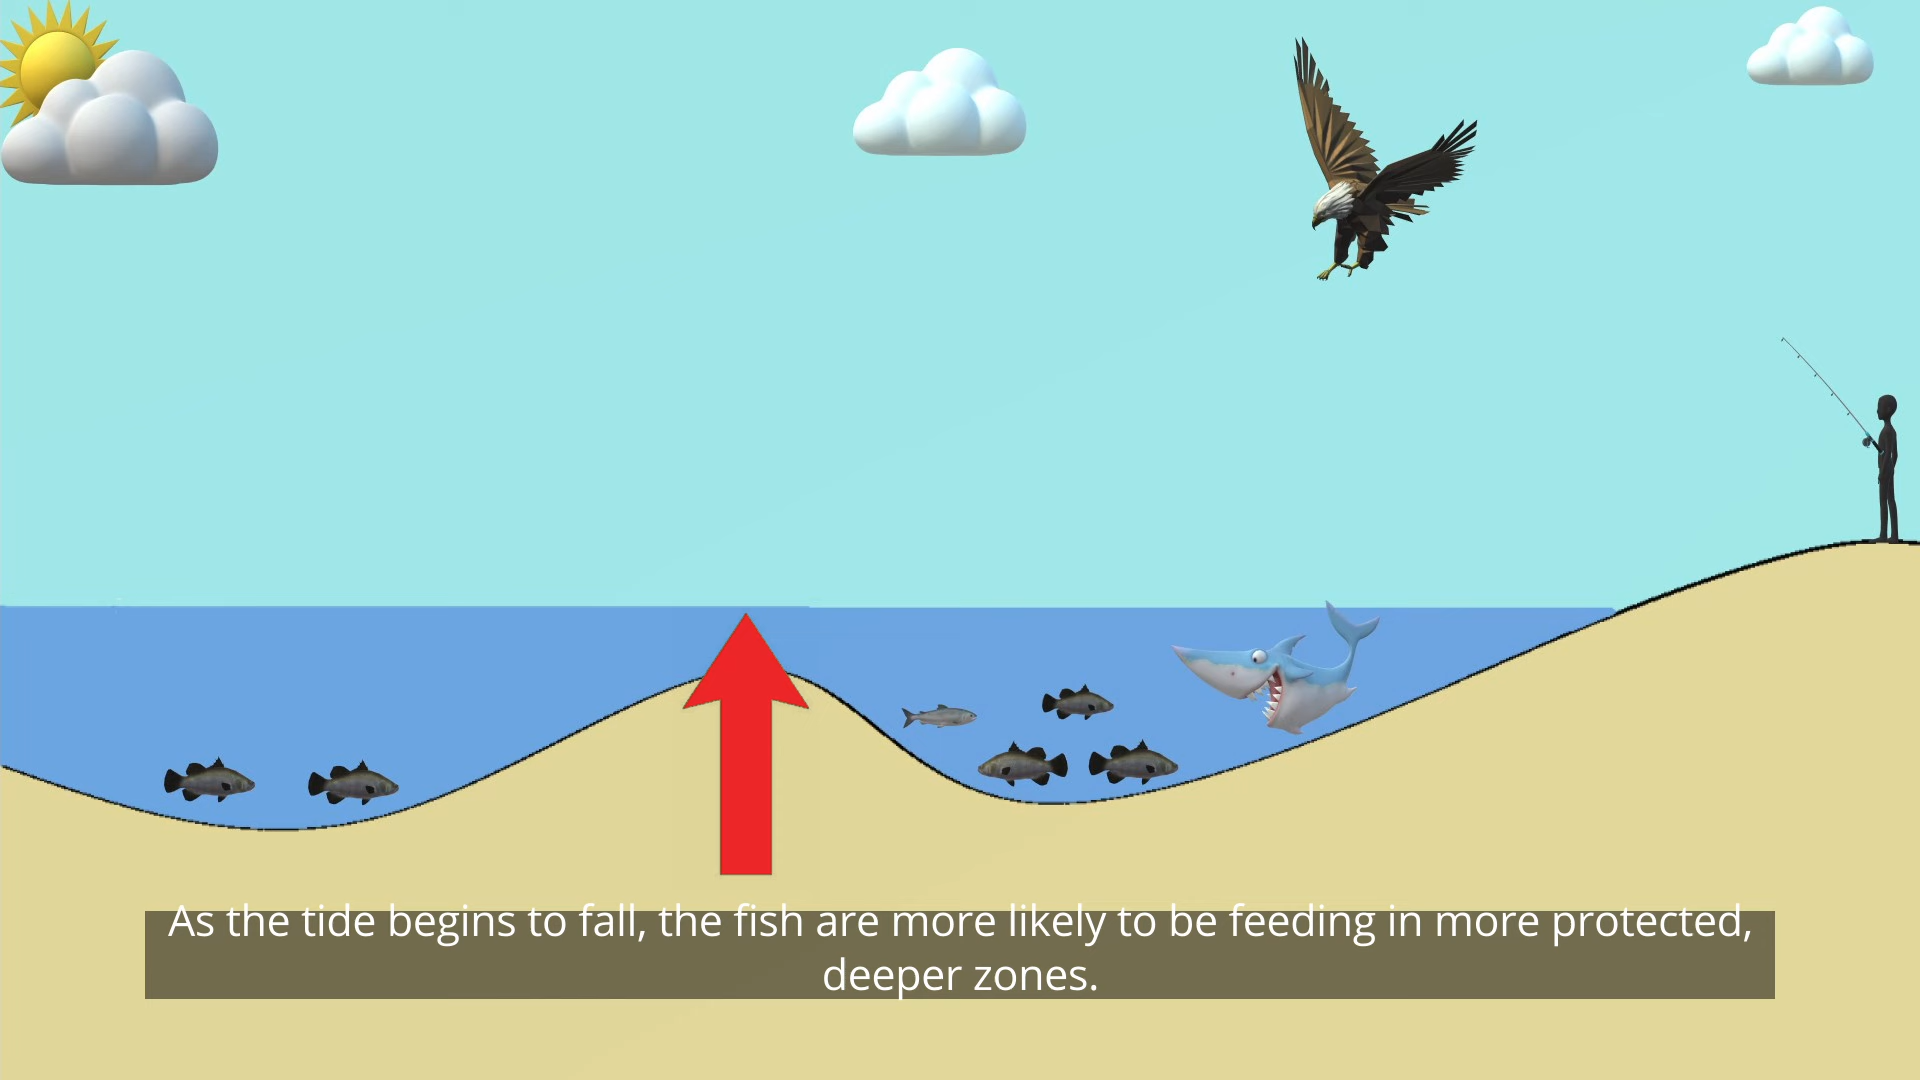 As the tide begins to fall, the fish are more likely to be feeding in more protected,
deeper zones.